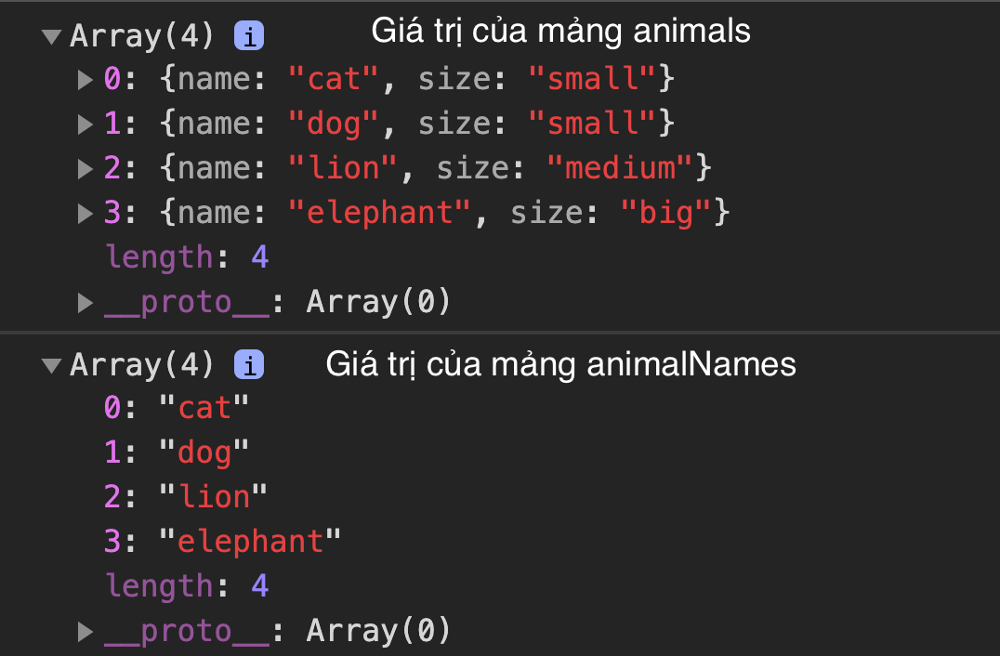 ▼Array(4) i Giá trị của mảng animals
▶0: {name: "cat", size: "small"}
▶1: {name: "dog", size: "small"}
▶2: {name: "lion", size: "medium"}
▶3: {name: "elephant", size: "big"}
length: 4
▶__proto__: Array(0)
▼Array(4) i Giá trị của mảng animalNames
0: "cat"
1: "dog"
2: "lion"
3: "elephant"
length: 4
▶__proto__: Array(0)